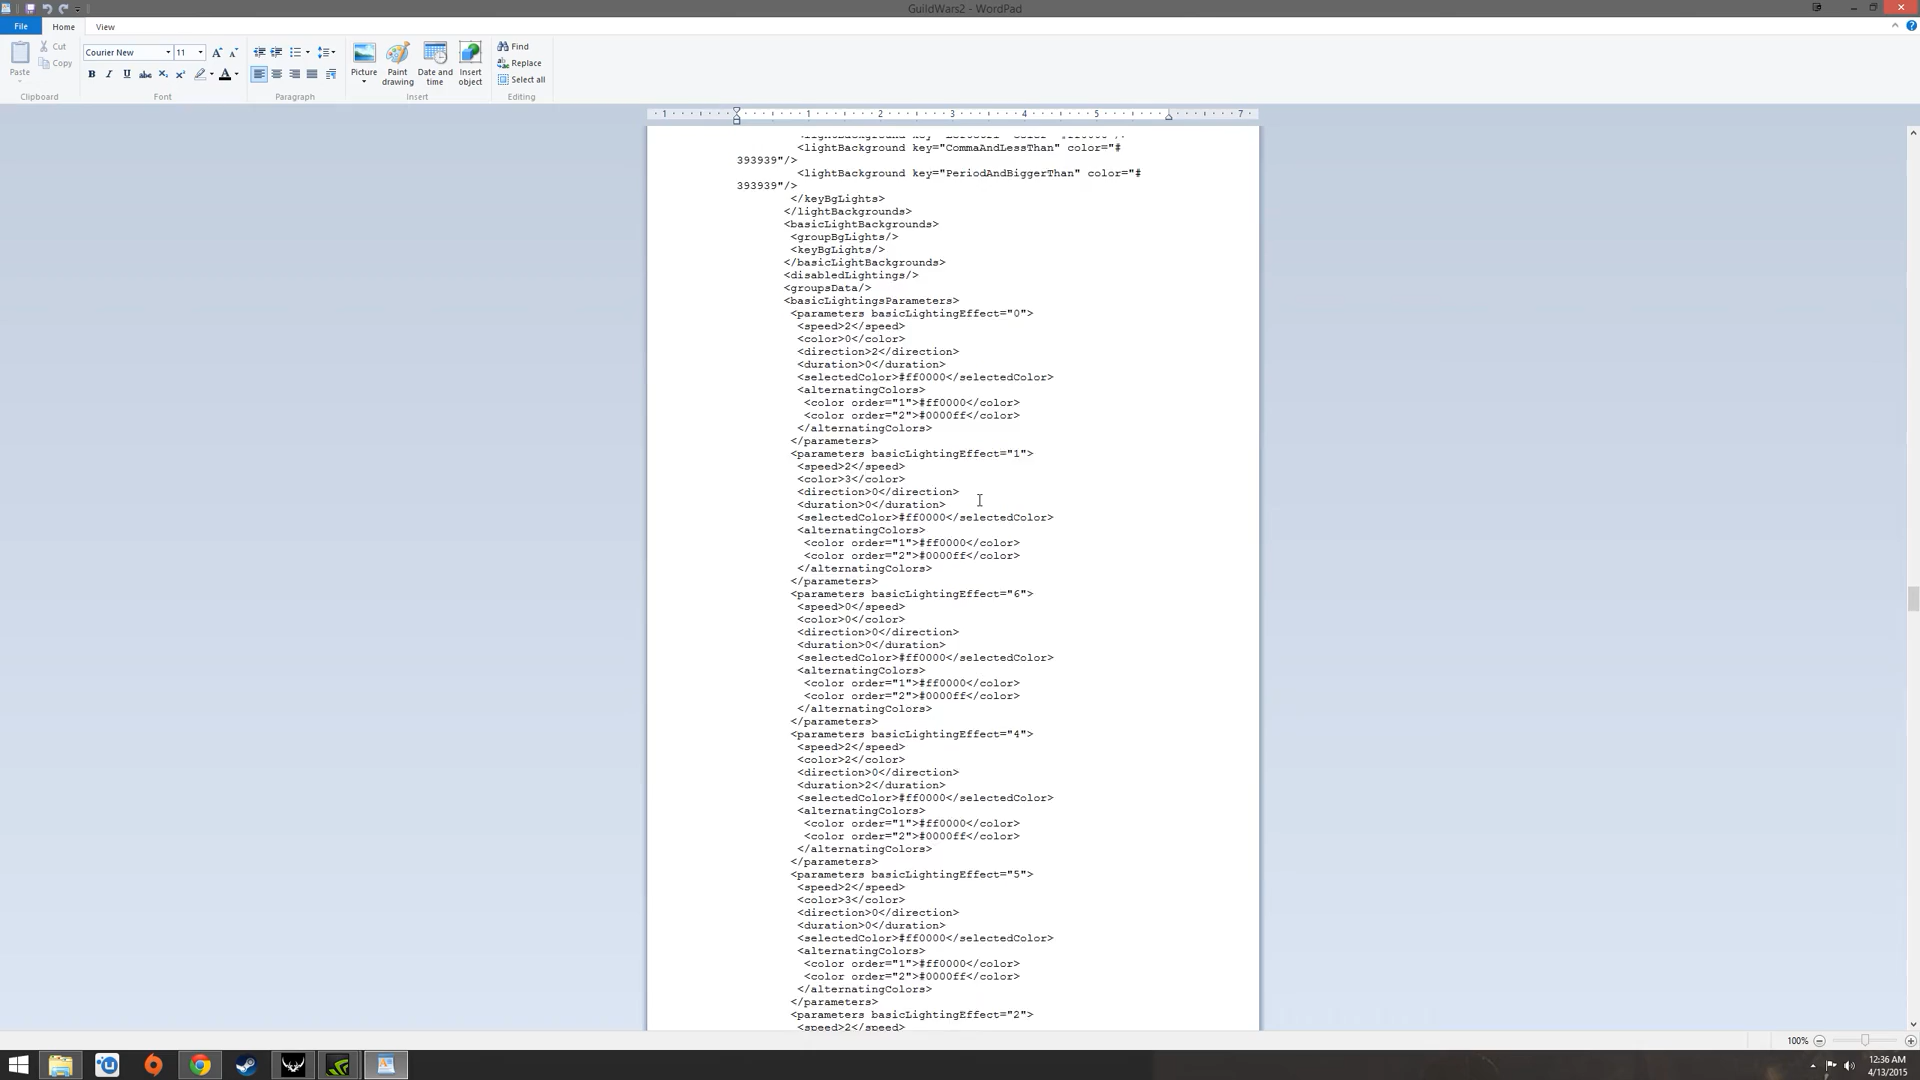 GuildWars2 - WordPad
File Home View
Paste
Cut
Copy
Clipboard
Courier New 11
B I U abc X₂ X² A
Font
Paragraph
Picture
Paint drawing
Date and time
Insert object
Insert
Find
Replace
Select all
Editing
1 1 2 3 4 5 7
<lightBackground key="CommaAndLessThan" color="#
393939"/>
<lightBackground key="PeriodAndBiggerThan" color="#
393939"/>
</keyBgLights>
</lightBackgrounds>
<basicLightBackgrounds>
<groupBgLights/>
<keyBgLights/>
</basicLightBackgrounds>
<disabledLightings/>
<groupsData/>
<basicLightingsParameters>
<parameters basicLightingEffect="0">
<speed>2</speed>
<color>0</color>
<direction>2</direction>
<duration>0</duration>
<selectedColor>#ff0000</selectedColor>
<alternatingColors>
<color order="1">#ff0000</color>
<color order="2">#0000ff</color>
</alternatingColors>
</parameters>
<parameters basicLightingEffect="1">
<speed>2</speed>
<color>3</color>
<direction>0</direction>
<duration>0</duration>
<selectedColor>#ff0000</selectedColor>
<alternatingColors>
<color order="1">#ff0000</color>
<color order="2">#0000ff</color>
</alternatingColors>
</parameters>
<parameters basicLightingEffect="6">
<speed>0</speed>
<color>0</color>
<direction>0</direction>
<duration>0</duration>
<selectedColor>#ff0000</selectedColor>
<alternatingColors>
<color order="1">#ff0000</color>
<color order="2">#0000ff</color>
</alternatingColors>
</parameters>
<parameters basicLightingEffect="4">
<speed>2</speed>
<color>2</color>
<direction>0</direction>
<duration>2</duration>
<selectedColor>#ff0000</selectedColor>
<alternatingColors>
<color order="1">#ff0000</color>
<color order="2">#0000ff</color>
</alternatingColors>
</parameters>
<parameters basicLightingEffect="5">
<speed>2</speed>
<color>3</color>
<direction>0</direction>
<duration>0</duration>
<selectedColor>#ff0000</selectedColor>
<alternatingColors>
<color order="1">#ff0000</color>
<color order="2">#0000ff</color>
</alternatingColors>
</parameters>
<parameters basicLightingEffect="2">
<speed>2</speed>
100%
12:36 AM
4/13/2015